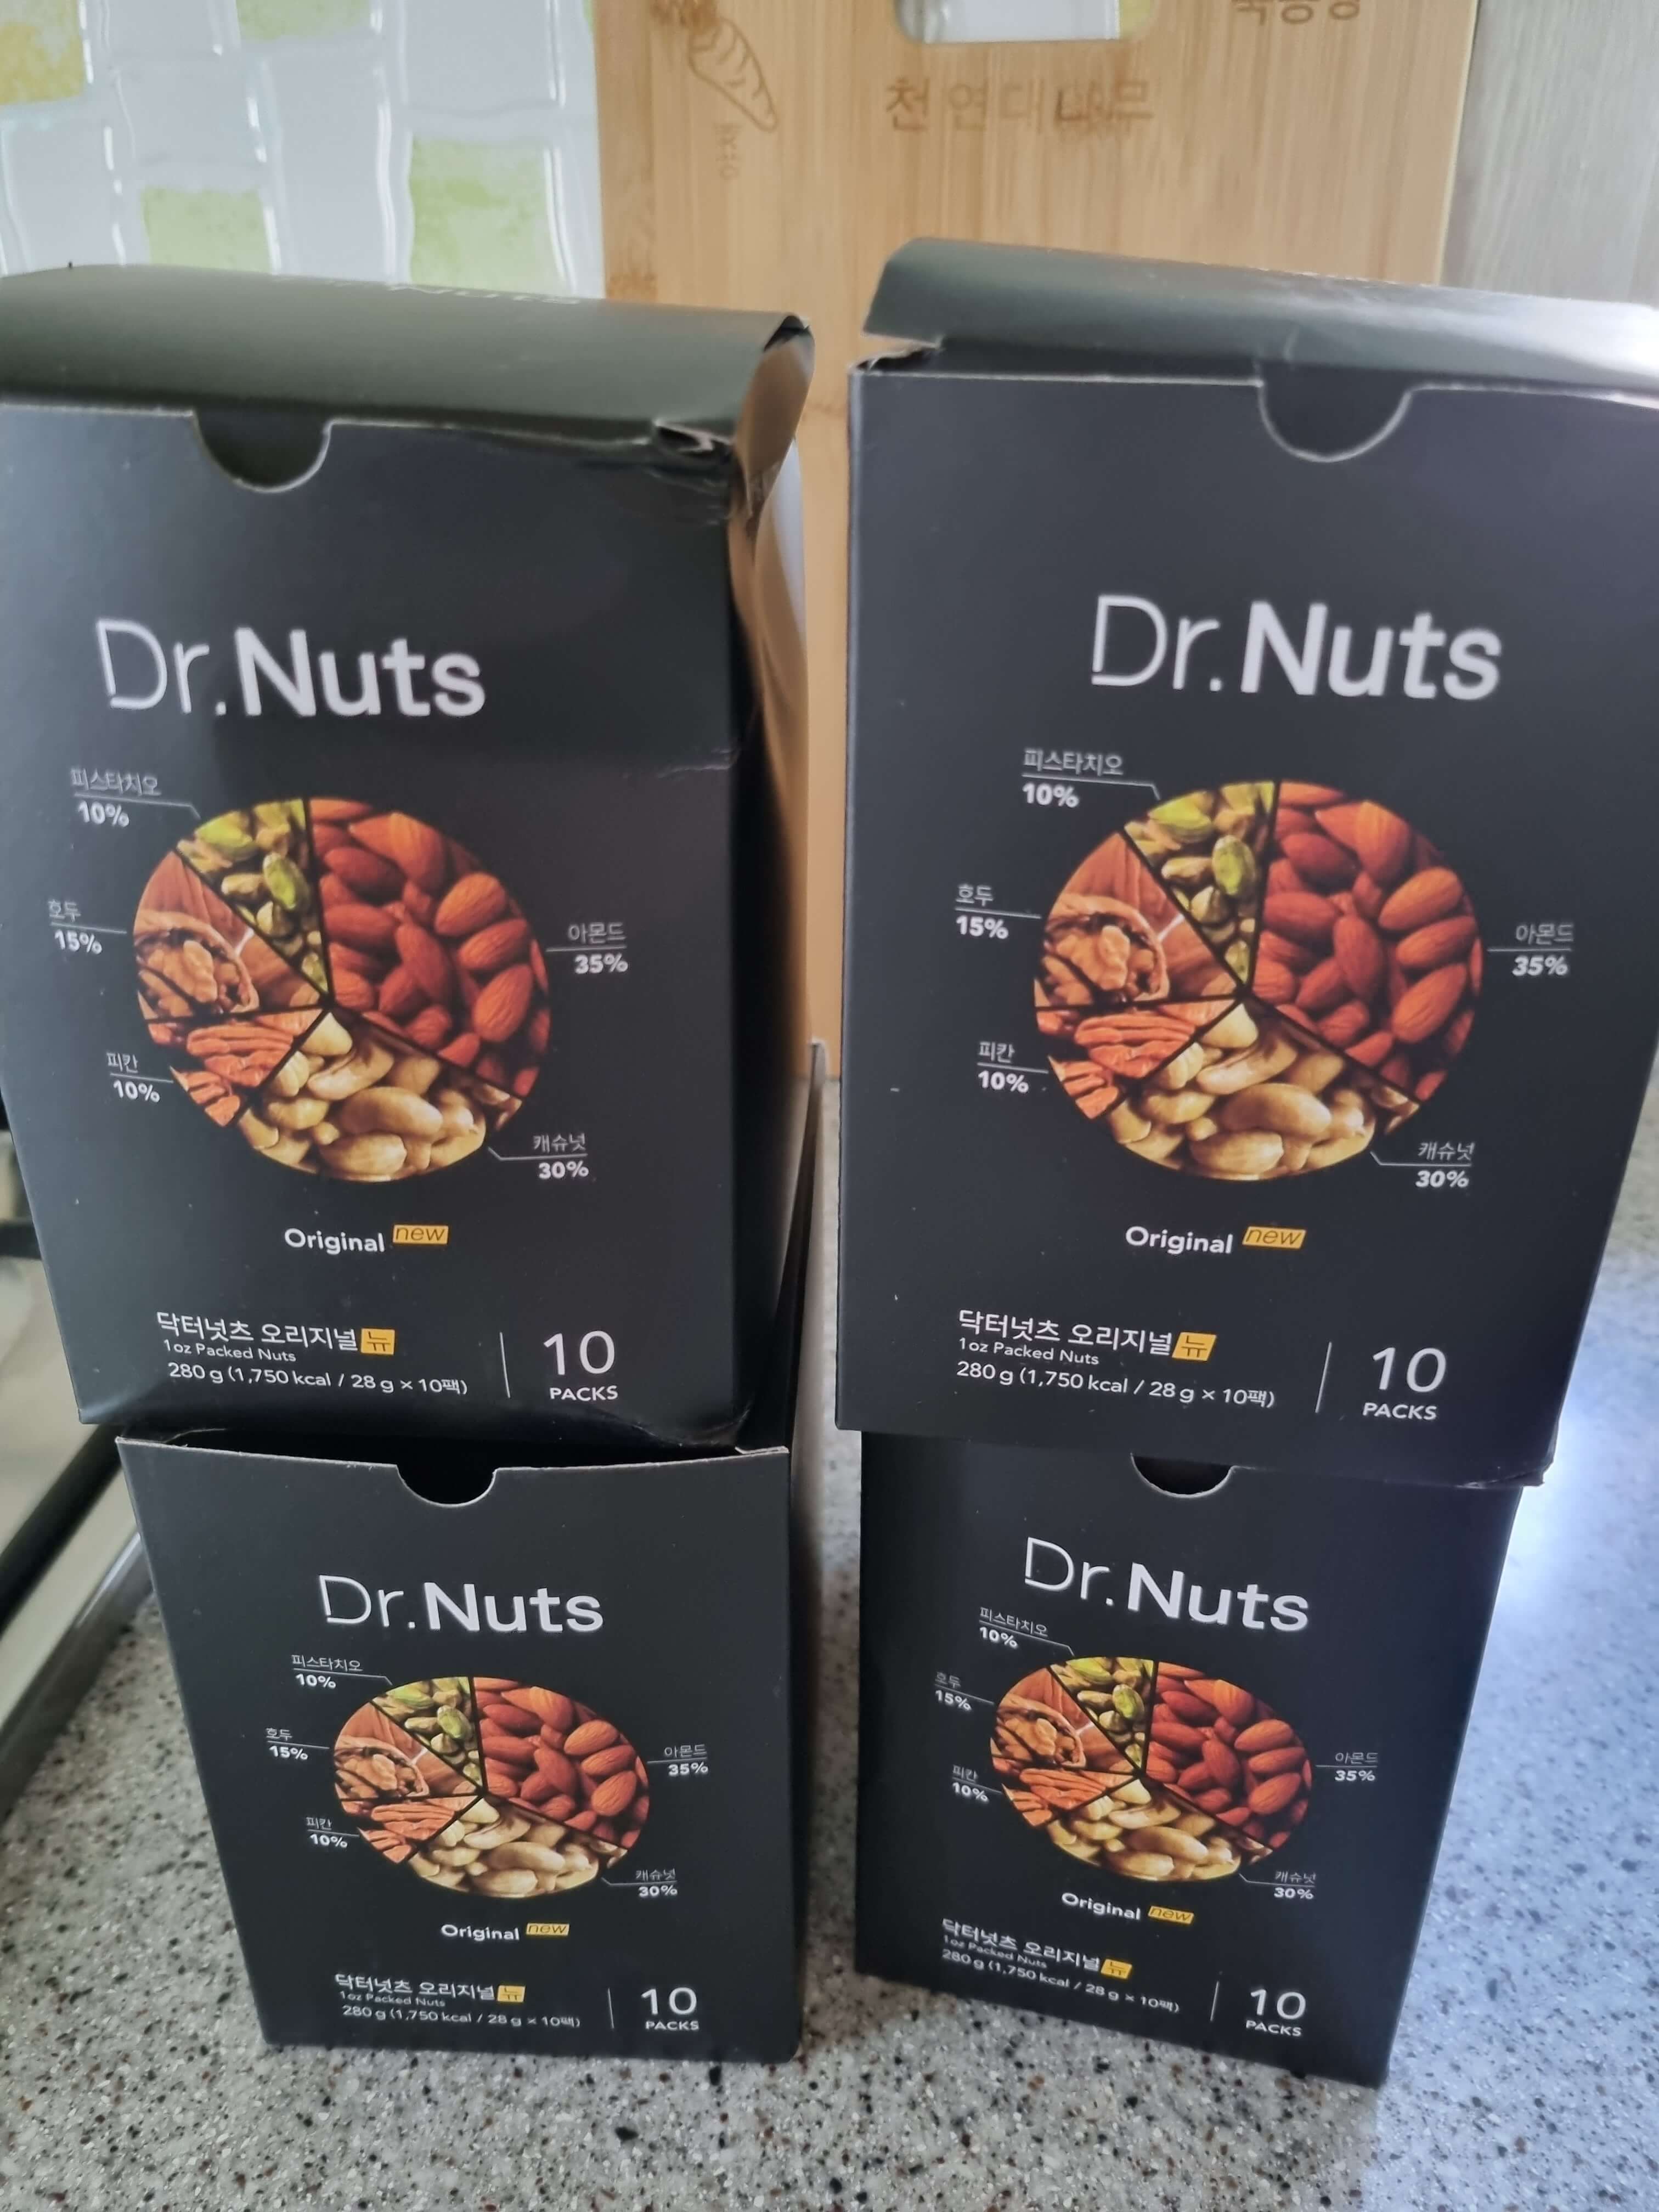 천연대나무
Dr.Nuts
피스타치오
10%
호두
15%
아몬드
35%
피칸
10%
캐슈넛
30%
Original new
닥터넛츠 오리지널 뉴
1oz Packed Nuts
280 g (1,750 kcal / 28 g × 10팩)
10
PACKS
Dr.Nuts
피스타치오
10%
호두
15%
아몬드
35%
피칸
10%
캐슈넛
30%
Original new
닥터넛츠 오리지널 뉴
1oz Packed Nuts
280 g (1,750 kcal / 28 g × 10팩)
10
PACKS
Dr.Nuts
피스타치오
10%
호두
15%
아몬드
35%
피칸
10%
캐슈넛
30%
Original new
닥터넛츠 오리지널 뉴
1oz Packed Nuts
280 g (1,750 kcal / 28 g × 10팩)
10
PACKS
Dr.Nuts
피스타치오
10%
호두
15%
아몬드
35%
피칸
10%
캐슈넛
30%
Original new
닥터넛츠 오리지널 뉴
1oz Packed Nuts
280 g (1,750 kcal / 28 g × 10팩)
10
PACKS